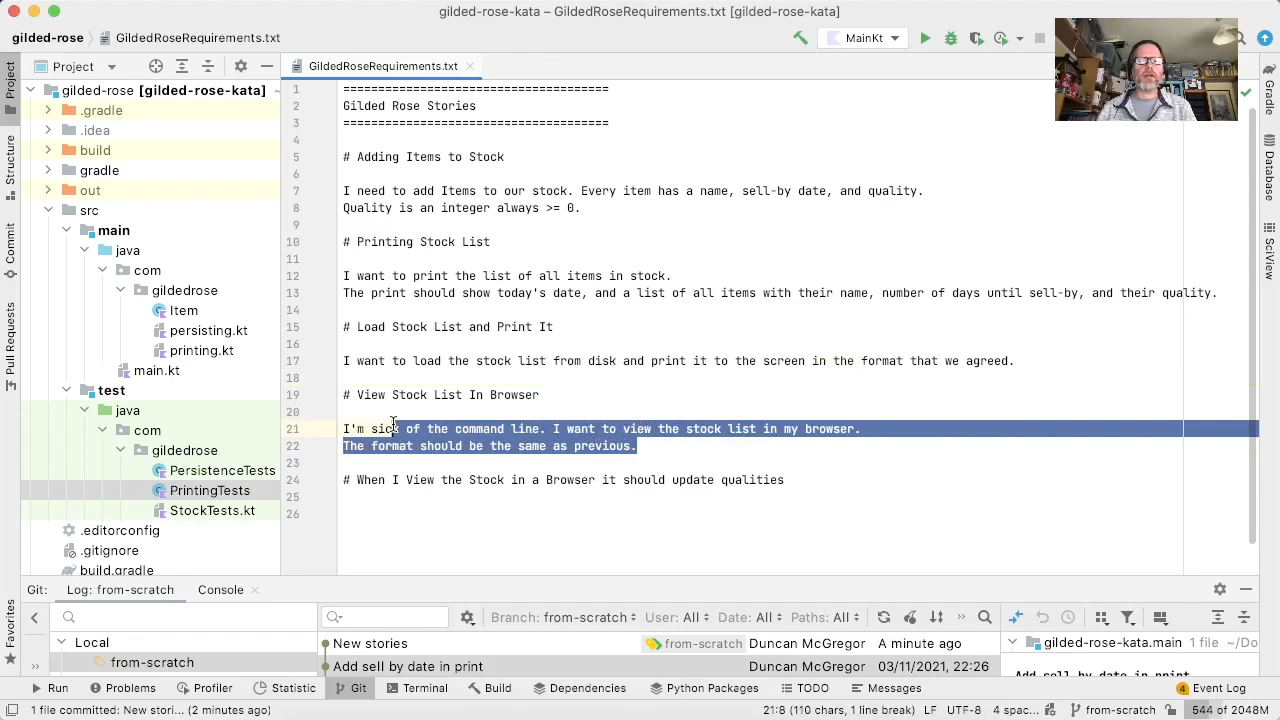 gilded-rose-kata – GildedRoseRequirements.txt [gilded-rose-kata]
gilded-rose
GildedRoseRequirements.txt
MainKt
Project
GildedRoseRequirements.txt
gilded-rose [gilded-rose-kata]
.gradle
.idea
build
gradle
out
src
main
java
com
gildedrose
Item
persisting.kt
printing.kt
main.kt
test
java
com
gildedrose
PersistenceTests
PrintingTests
StockTests.kt
.editorconfig
.gitignore
build.gradle
1 ======================================
2 Gilded Rose Stories
3 ======================================
4
5 # Adding Items to Stock
6
7 I need to add Items to our stock. Every item has a name, sell-by date, and quality.
8 Quality is an integer always >= 0.
9
10 # Printing Stock List
11
12 I want to print the list of all items in stock.
13 The print should show today's date, and a list of all items with their name, number of days until sell-by, and their quality.
14
15 # Load Stock List and Print It
16
17 I want to load the stock list from disk and print it to the screen in the format that we agreed.
18
19 # View Stock List In Browser
20
21 I'm sick of the command line. I want to view the stock list in my browser.
22 The format should be the same as previous.
23
24 # When I View the Stock in a Browser it should update qualities
25
26
Project
Structure
Commit
Pull Requests
Favorites
Gradle
Database
SciView
Git: Log: from-scratch Console
Branch: from-scratch User: All Date: All Paths: All
Local
from-scratch
New stories from-scratch Duncan McGregor A minute ago
Add sell by date in print Duncan McGregor 03/11/2021, 22:26
gilded-rose-kata.main 1 file ~/Do
Add sell by date in print
Run Problems Profiler Statistic Git Terminal Build Dependencies Python Packages TODO Messages 4 Event Log
1 file committed: New stori... (2 minutes ago) 21:8 (110 chars, 1 line break) LF UTF-8 4 spac... from-scratch 544 of 2048M